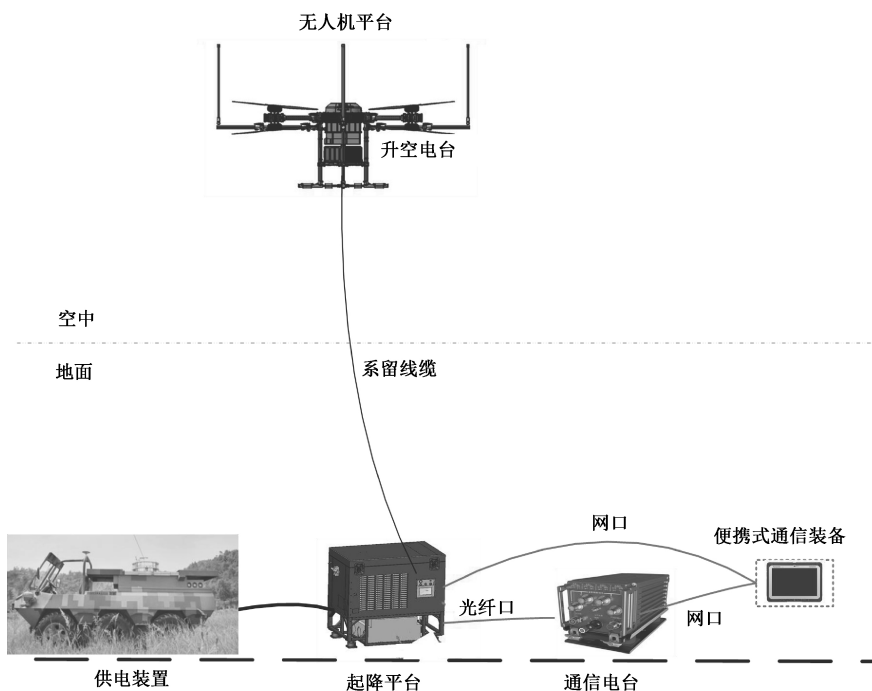 无人机平台
升空电台
空中
地面
系留线缆
网口
便携式通信装备
光纤口
网口
供电装置
起降平台
通信电台